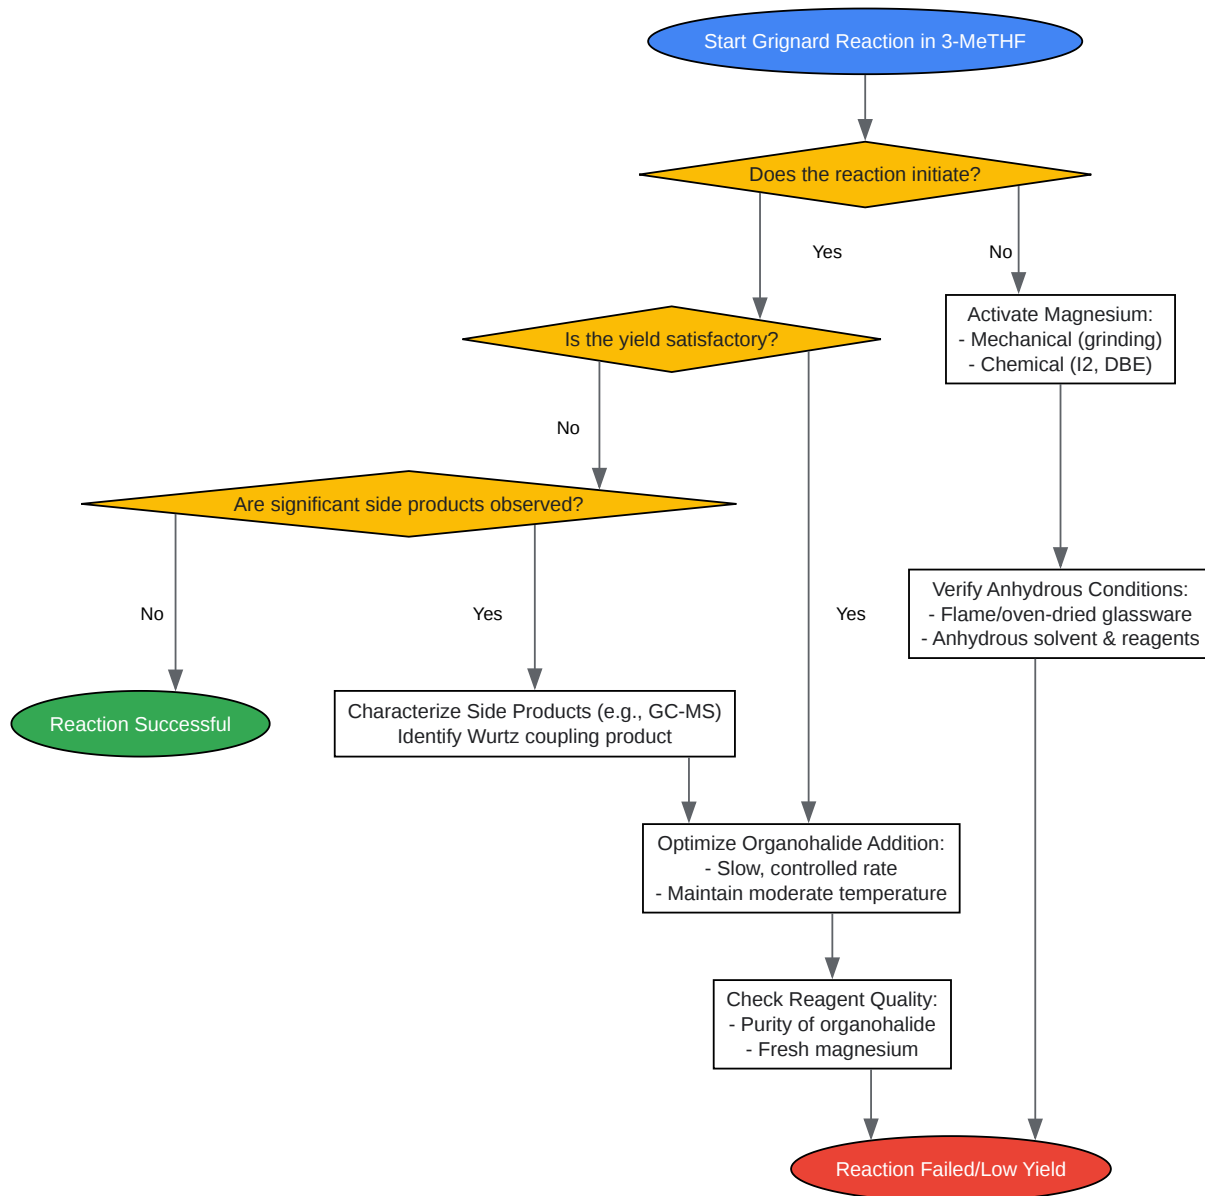 Start Grignard Reaction in 3-MeTHF
Does the reaction initiate?
Yes
No
Activate Magnesium:
- Mechanical (grinding)
- Chemical (I2, DBE)
Is the yield satisfactory?
No
Are significant side products observed?
No
Yes
Yes
Verify Anhydrous Conditions:
- Flame/oven-dried glassware
- Anhydrous solvent & reagents
Reaction Successful
Characterize Side Products (e.g., GC-MS)
Identify Wurtz coupling product
Optimize Organohalide Addition:
- Slow, controlled rate
- Maintain moderate temperature
Check Reagent Quality:
- Purity of organohalide
- Fresh magnesium
Reaction Failed/Low Yield